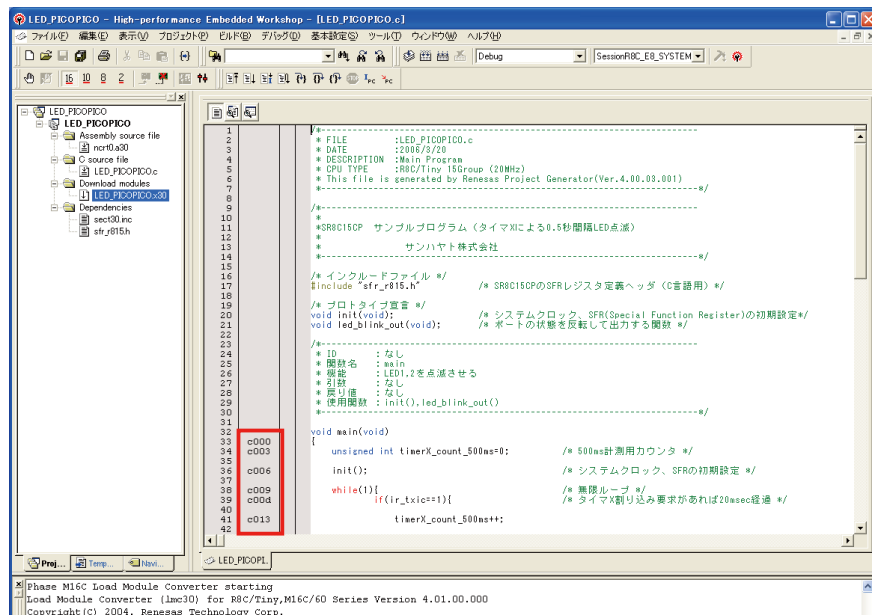 LED_PICOPICO - High-performance Embedded Workshop - [LED_PICOPICO.c]
ファイル(F) 編集(E) 表示(V) プロジェクト(P) ビルド(B) デバッグ(D) 基本設定(S) ツール(T) ウィンドウ(W) ヘルプ(H)
Debug SessionR8C_E8_SYSTEM
16 10 8 2
LED_PICOPICO
LED_PICOPICO
Assembly source file
ncrt0.a30
C source file
LED_PICOPICO.c
Download modules
LED_PICOPICO.x30
Dependencies
sect30.inc
sfr_r815.h
1 /*--------------------------------------------------------------------
2 * FILE :LED_PICOPICO.c
3 * DATE :2006/3/20
4 * DESCRIPTION :Main Program
5 * CPU TYPE :R8C/Tiny 15Group (20MHz)
6 * This file is generated by Renesas Project Generator(Ver.4.00.03.001)
7 *--------------------------------------------------------------------*/
8
9 /*--------------------------------------------------------------------
10 *
11 *SR8C15CP サンプルプログラム (タイマXによる0.5秒間隔LED点滅)
12 *
13 * サンハヤト株式会社
14 *--------------------------------------------------------------------*/
15
16 /* インクルードファイル */
17 #include "sfr_r815.h" /* SR8C15CPのSFRレジスタ定義ヘッダ (C言語用) */
18
19 /* プロトタイプ宣言 */
20 void init(void); /* システムクロック、SFR(Special Function Register)の初期設定*/
21 void led_blink_out(void); /* ポートの状態を反転して出力する関数 */
22
23 /*--------------------------------------------------------------------
24 * ID : なし
25 * 関数名 : main
26 * 機能 : LED1,2を点滅させる
27 * 引数 : なし
28 * 戻り値 : なし
29 * 使用関数 : init(),led_blink_out()
30 *--------------------------------------------------------------------*/
31
32 void main(void)
33 c000 {
34 c003 unsigned int timerX_count_500ms=0; /* 500ms計測用カウンタ */
35
36 c006 init(); /* システムクロック、SFRの初期設定 */
37
38 c009 while(1){ /* 無限ループ */
39 c00d if(ir_txic==1){ /* タイマX割り込み要求があれば20msec経過 */
40
41 c013 timerX_count_500ms++;
42
Proj... Temp... Navi...
LED_PICOPI..
Phase M16C Load Module Converter starting
Load Module Converter (lmc30) for R8C/Tiny,M16C/60 Series Version 4.01.00.000
Copyright(C) 2004. Renesas Technology Corp.